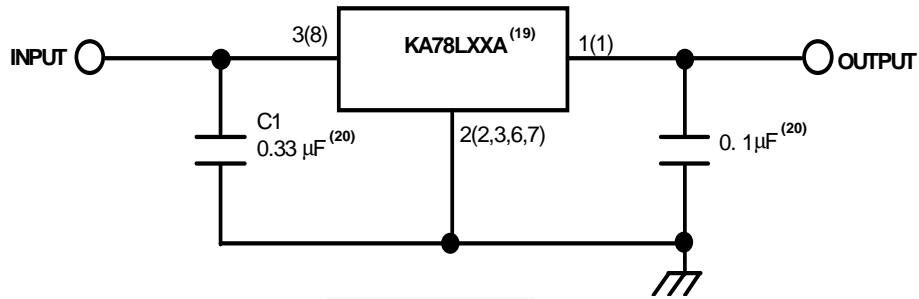 INPUT
3(8)
KA78LXXA (19)
1(1)
OUTPUT
C1
0.33 μF (20)
2(2,3,6,7)
0. 1μF (20)